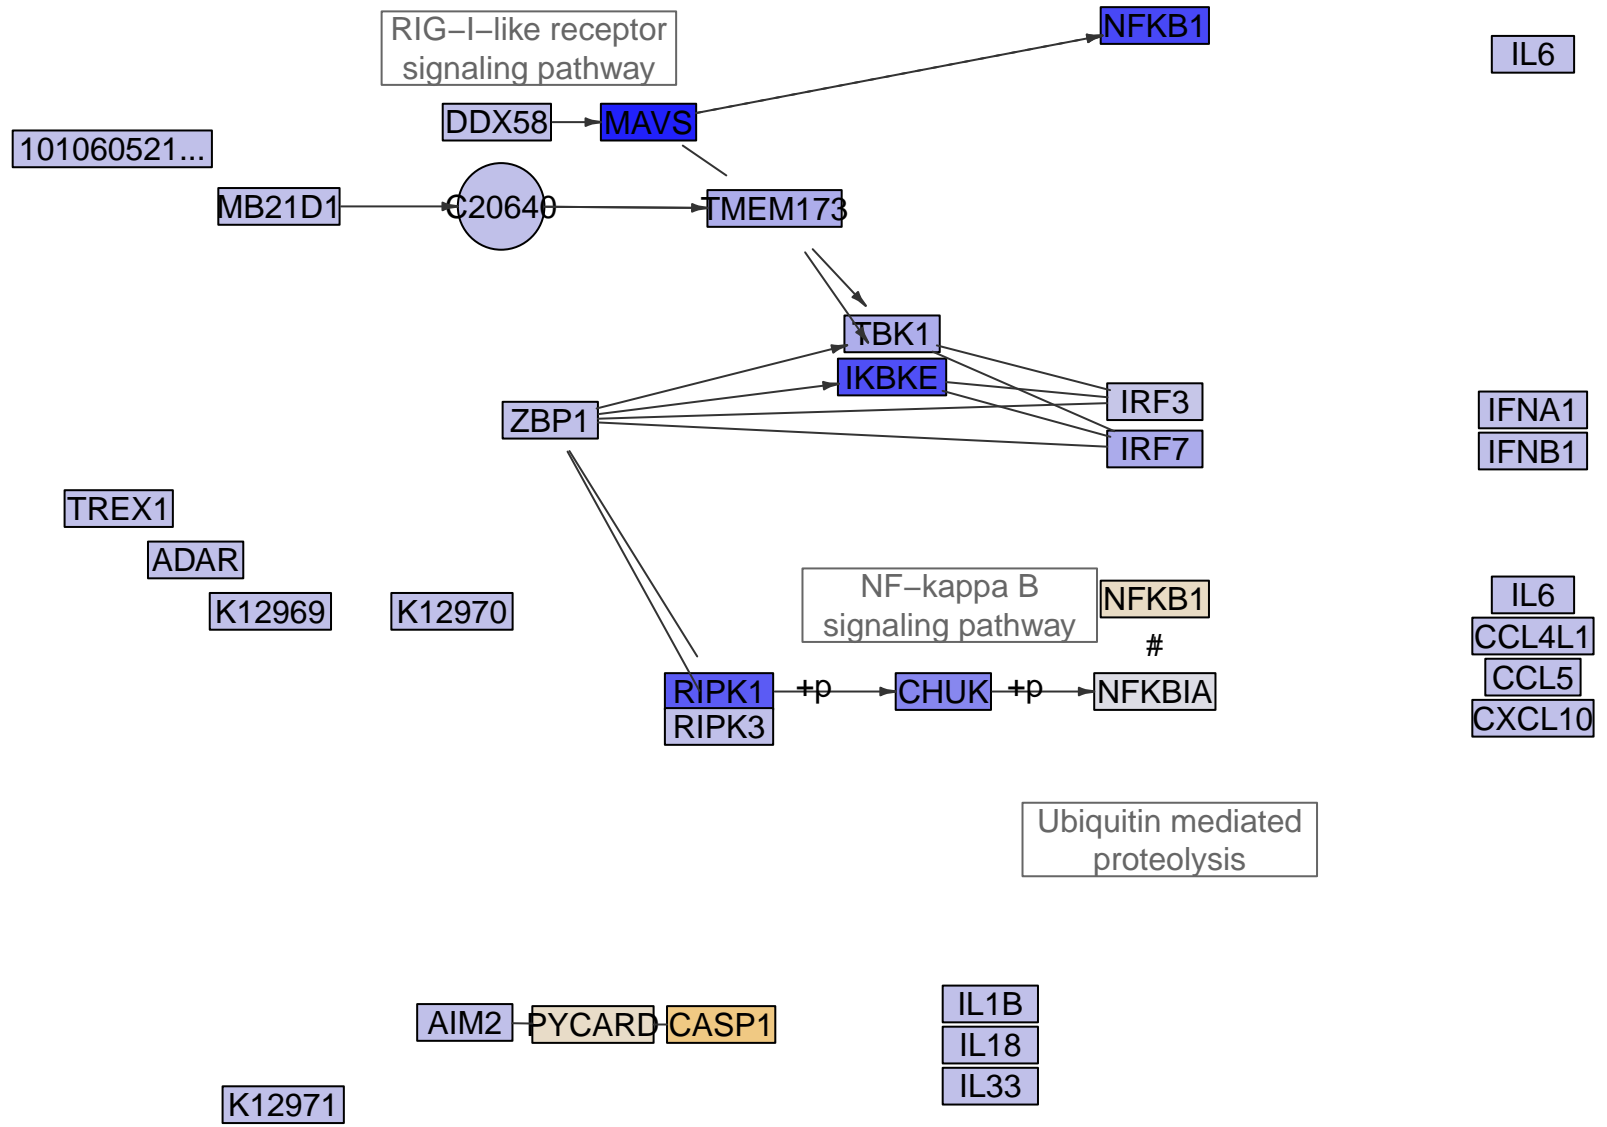 RIG−I−like receptor
signaling pathway
NFKB1
IL6
DDX58
MAVS
101060521...
MB21D1
C20640
TMEM173
TBK1
IKBKE
ZBP1
IRF3
IRF7
IFNA1
IFNB1
TREX1
ADAR
K12969
K12970
NF−kappa B
signaling pathway
NFKB1
#
IL6
CCL4L1
CCL5
CXCL10
RIPK1
+p
CHUK
+p
NFKBIA
RIPK3
Ubiquitin mediated
proteolysis
AIM2
PYCARD
CASP1
IL1B
IL18
IL33
K12971